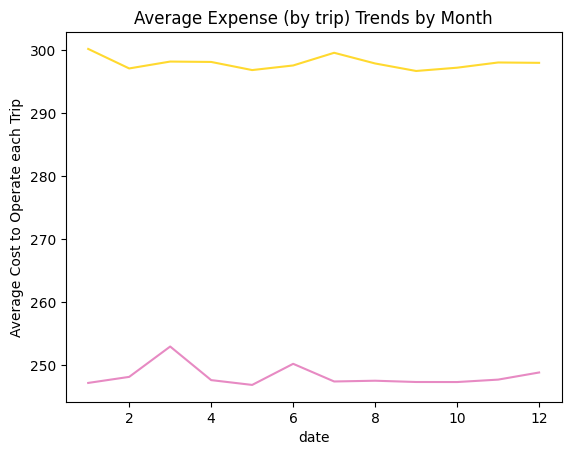 Average Expense (by trip) Trends by Month
Average Cost to Operate each Trip
300
290
280
270
260
250
2 4 6 8 10 12
date